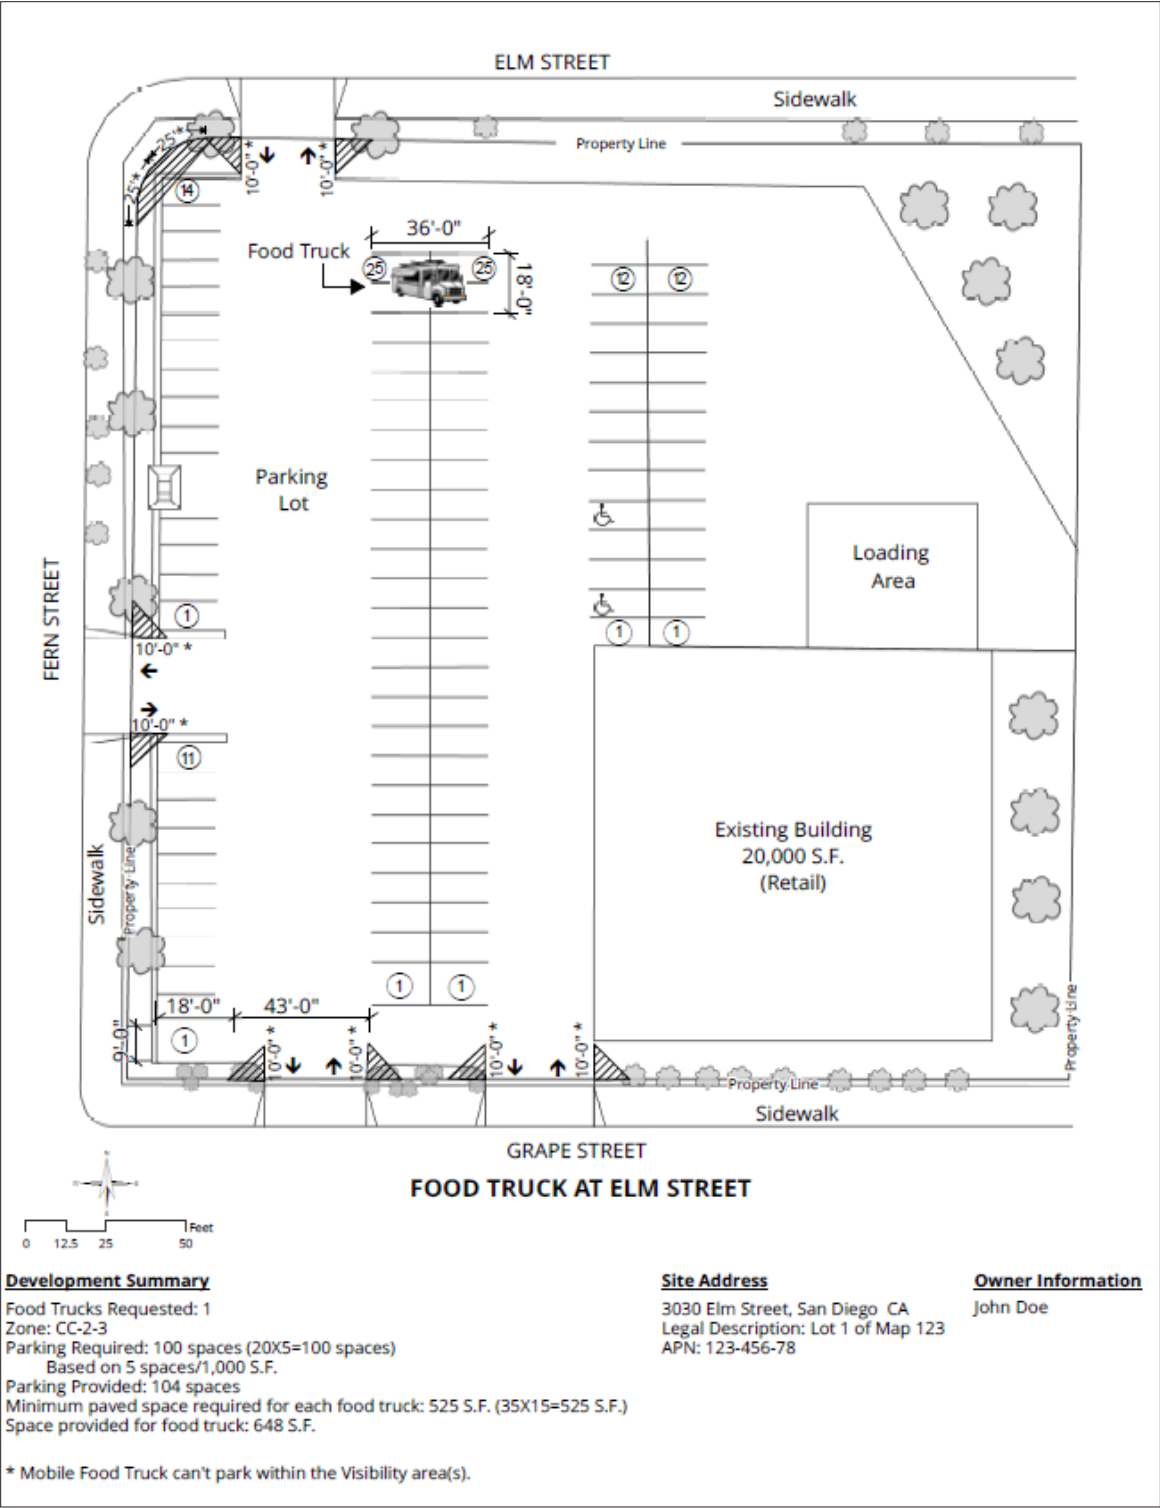 ELM STREET
Sidewalk
Property Line
25'*
25'*
10'-0" *
10'-0" *
14
36'-0"
Food Truck
25
25
18'-0"
12
12
Parking
Lot
Loading
Area
FERN STREET
1
10'-0" *
10'-0" *
11
1
1
Existing Building
20,000 S.F.
(Retail)
Sidewalk
Property Line
1
1
18'-0"
43'-0"
9'-0"
1
10'-0" *
10'-0" *
10'-0" *
10'-0" *
Property Line
Property Line
Sidewalk
GRAPE STREET
FOOD TRUCK AT ELM STREET
Feet
0 12.5 25 50
Development Summary
Food Trucks Requested: 1
Zone: CC-2-3
Parking Required: 100 spaces (20X5=100 spaces)
Based on 5 spaces/1,000 S.F.
Parking Provided: 104 spaces
Minimum paved space required for each food truck: 525 S.F. (35X15=525 S.F.)
Space provided for food truck: 648 S.F.
* Mobile Food Truck can't park within the Visibility area(s).
Site Address
3030 Elm Street, San Diego CA
Legal Description: Lot 1 of Map 123
APN: 123-456-78
Owner Information
John Doe